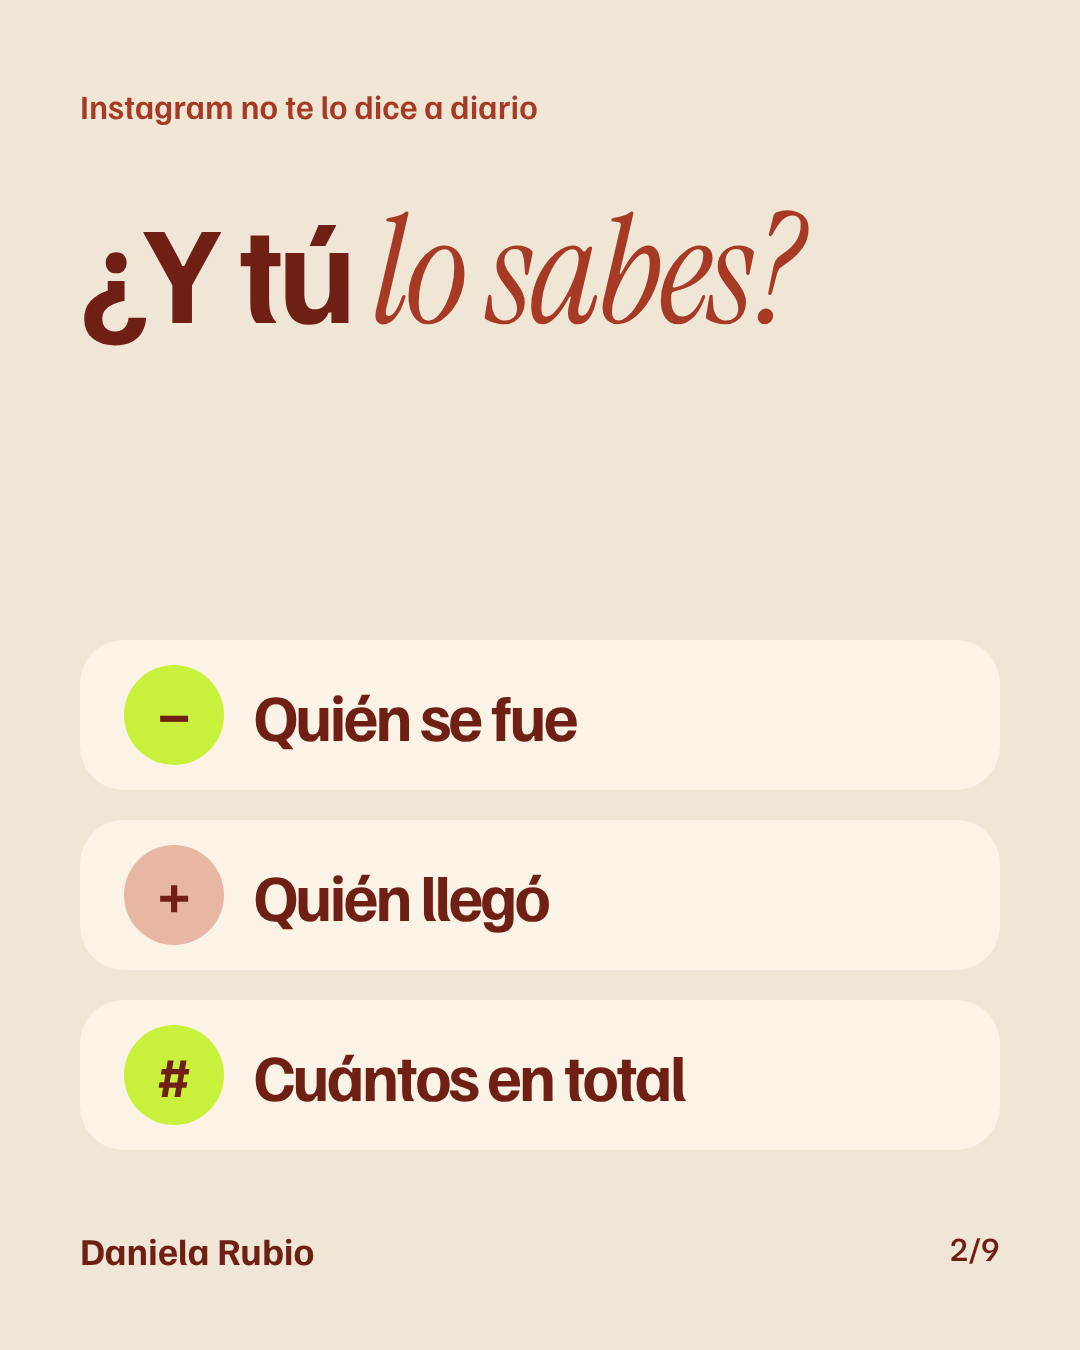 Instagram no te lo dice a diario
¿Y tú lo sabes?
– Quién se fue
+ Quién llegó
# Cuántos en total
Daniela Rubio
2/9